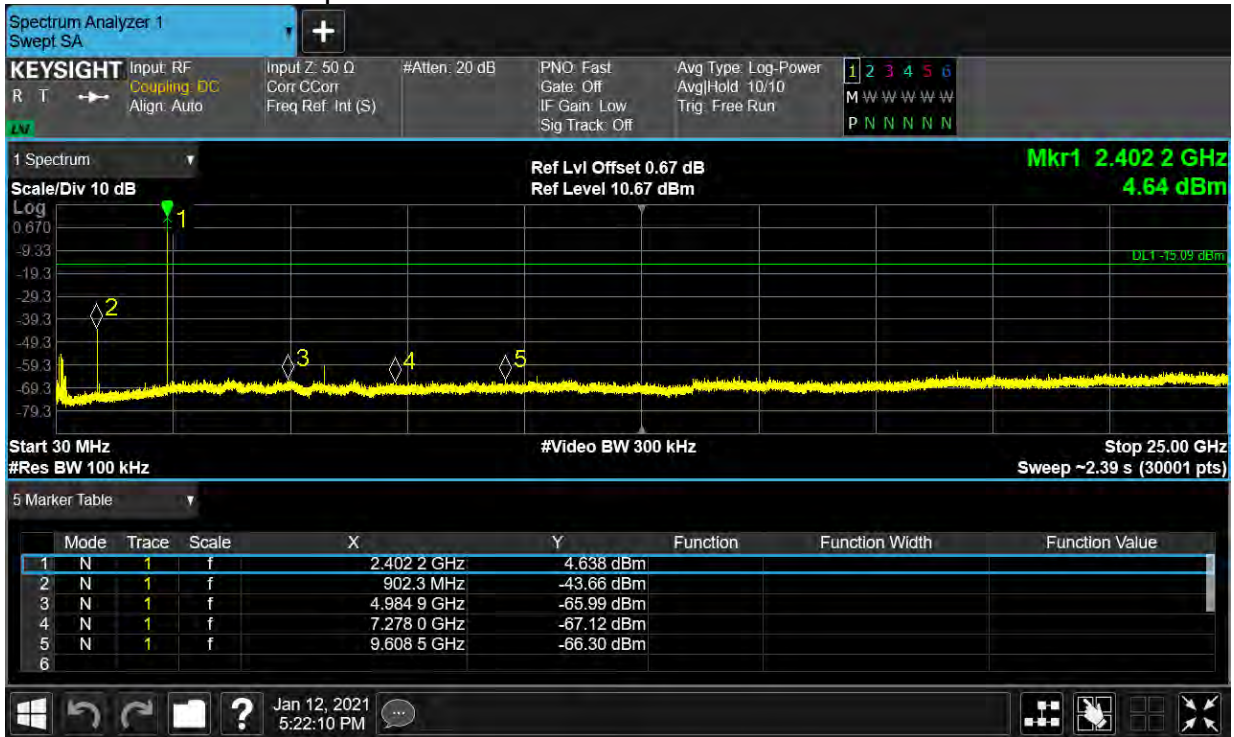 Spectrum Analyzer 1
Swept SA
+
KEYSIGHT Input: RF Input Z: 50 Ω #Atten: 20 dB PNO: Fast Avg Type: Log-Power 1 2 3 4 5 6
R T Coupling: DC Corr CCorr Gate: Off Avg|Hold: 10/10 M W W W W W W
Align: Auto Freq Ref: Int (S) IF Gain: Low Trig: Free Run P N N N N N N
Sig Track: Off
1 Spectrum Ref Lvl Offset 0.67 dB Mkr1 2.402 2 GHz
Scale/Div 10 dB Ref Level 10.67 dBm 4.64 dBm
Log
1
0.670
-9.33
DL1 -15.09 dBm
-19.3
-29.3
2
-39.3
-49.3
3 4 5
-59.3
-69.3
-79.3
Start 30 MHz #Video BW 300 kHz Stop 25.00 GHz
#Res BW 100 kHz Sweep ~2.39 s (30001 pts)
5 Marker Table
Mode Trace Scale X Y Function Function Width Function Value
1 N 1 f 2.402 2 GHz 4.638 dBm
2 N 1 f 902.3 MHz -43.66 dBm
3 N 1 f 4.984 9 GHz -65.99 dBm
4 N 1 f 7.278 0 GHz -67.12 dBm
5 N 1 f 9.608 5 GHz -66.30 dBm
6
? Jan 12, 2021
5:22:10 PM